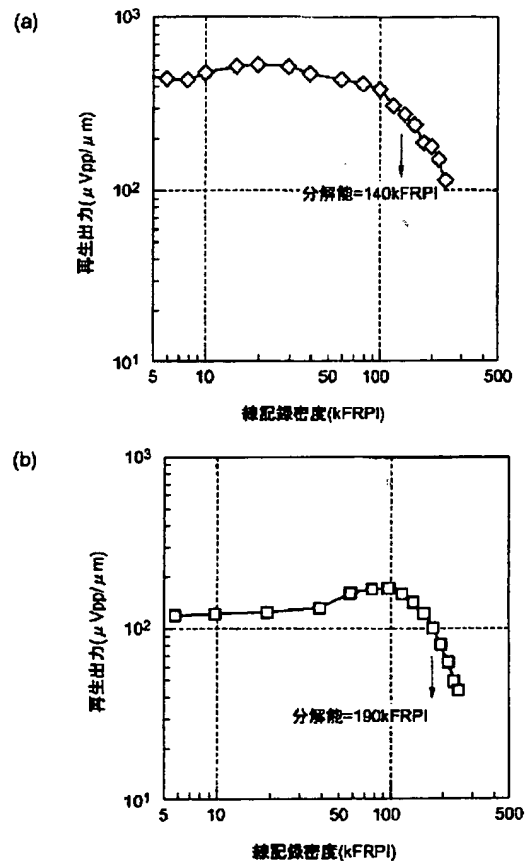 (a)
10³
10²
10¹
再生出力(μVpp/μm)
分解能=140kFRPI
5 10 50 100 500
線記録密度(kFRPI)
(b)
10³
10²
10¹
再生出力(μVpp/μm)
分解能=190kFRPI
5 10 50 100 500
線記録密度(kFRPI)